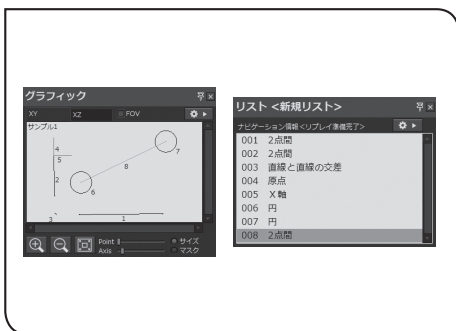 グラフィック
XY XZ FOV
サンプル1
4
5
7
8
2
6
3
1
Point
サイズ
Axis
マスク
リスト <新規リスト>
ナビゲーション情報<リプレイ準備完了>
001 2点間
002 2点間
003 直線と直線の交差
004 原点
005 X軸
006 円
007 円
008 2点間